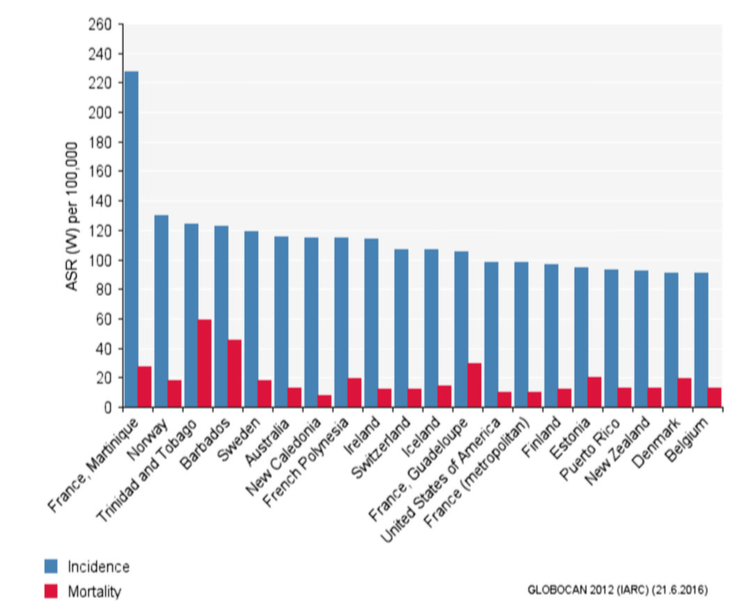 260
240
220
200
180
160
140
120
100
80
60
40
20
0
ASR (W) per 100,000
France, Martinique
Norway
Trinidad and Tobago
Barbados
Sweden
Australia
New Caledonia
French Polynesia
Ireland
Switzerland
Iceland
France, Guadeloupe
United States of America
France (metropolitan)
Finland
Estonia
Puerto Rico
New Zealand
Denmark
Belgium
Incidence
Mortality
GLOBOCAN 2012 (IARC) (21.6.2016)